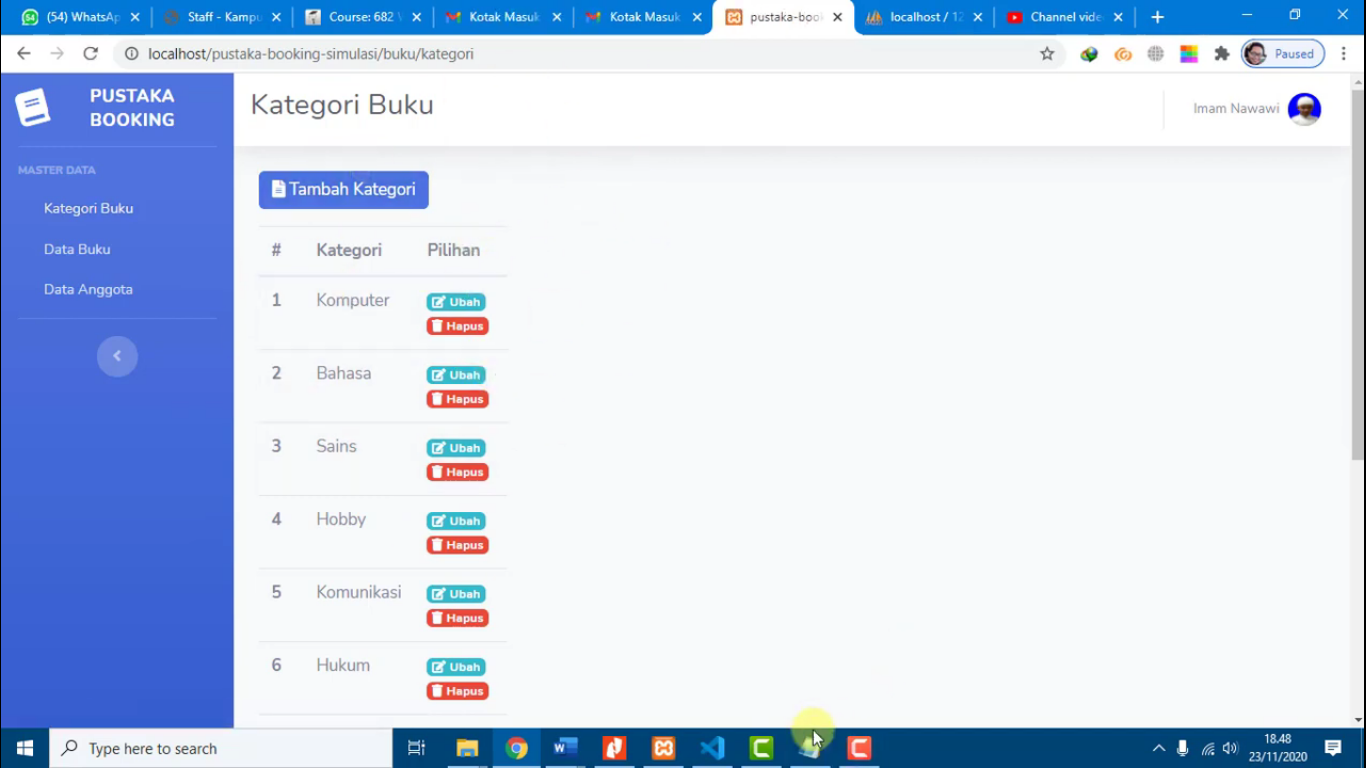 (54) WhatsAp
Staff - Kampu
Course: 682
Kotak Masuk
Kotak Masuk
pustaka-book
localhost / 12
Channel vide
localhost/pustaka-booking-simulasi/buku/kategori
Paused
PUSTAKA
BOOKING
Kategori Buku
Imam Nawawi
MASTER DATA
Kategori Buku
Data Buku
Data Anggota
Tambah Kategori
# Kategori Pilihan
1 Komputer Ubah
Hapus
2 Bahasa Ubah
Hapus
3 Sains Ubah
Hapus
4 Hobby Ubah
Hapus
5 Komunikasi Ubah
Hapus
6 Hukum Ubah
Hapus
Type here to search
18.48
23/11/2020